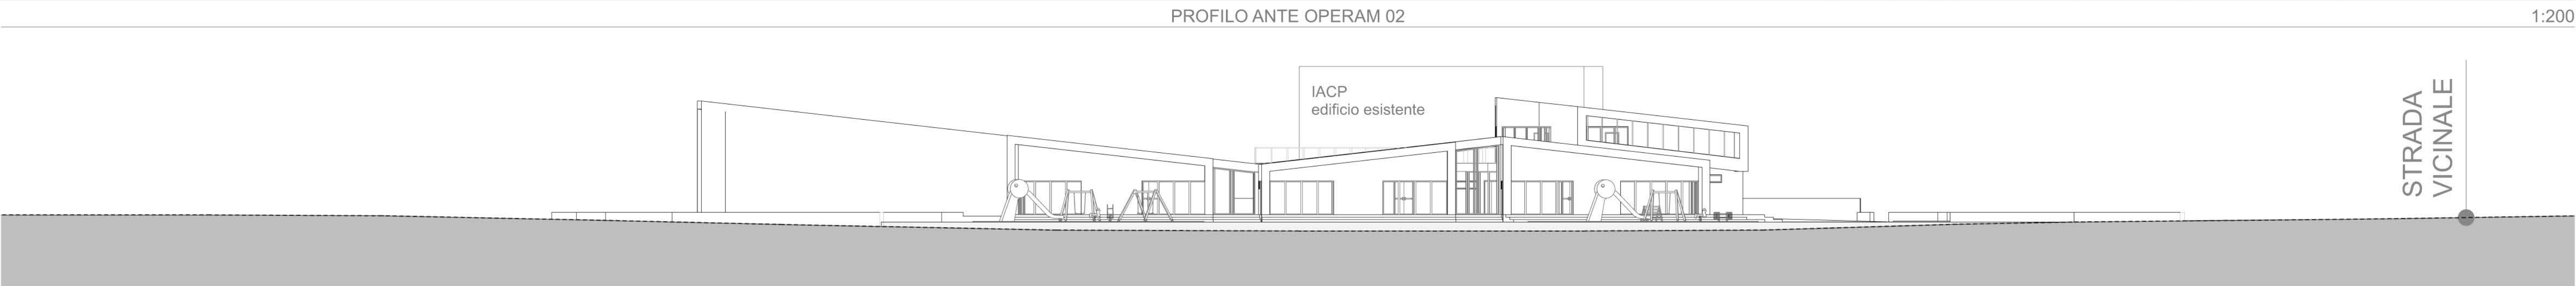 PROFILO ANTE OPERAM 02
1:200
IACP
edificio esistente
STRADA
VICINALE